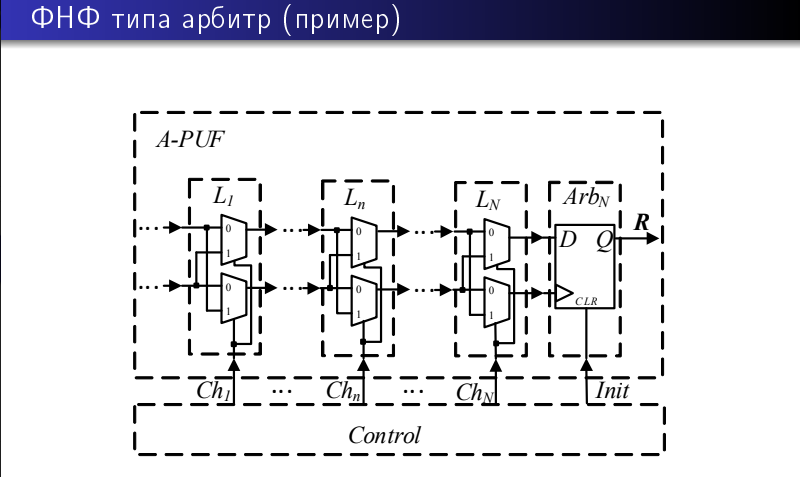 ФНФ типа арбитр (пример)
A-PUF
L1 Ln LN ArbN
0 0 0 D Q R
1 1 1
0 0 0
1 1 1 CLR
Ch1 ... Chn ... ChN Init
Control